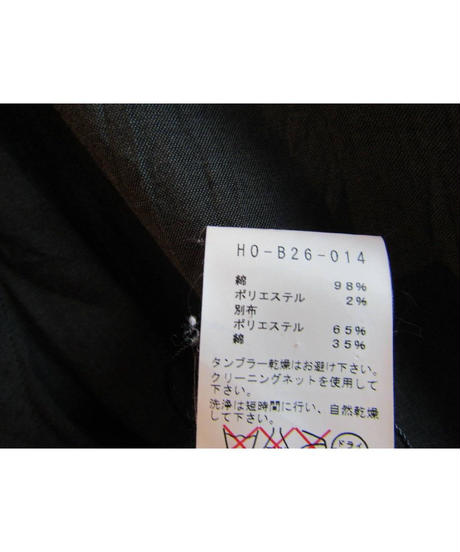 HO-B26-014
綿 98%
ポリエステル 2%
別布
ポリエステル 65%
綿 35%
タンブラー乾燥はお避け下さい。
クリーニングネットを使用して
下さい。
洗浄は短時間に行い、自然乾燥
して下さい。
ドライ